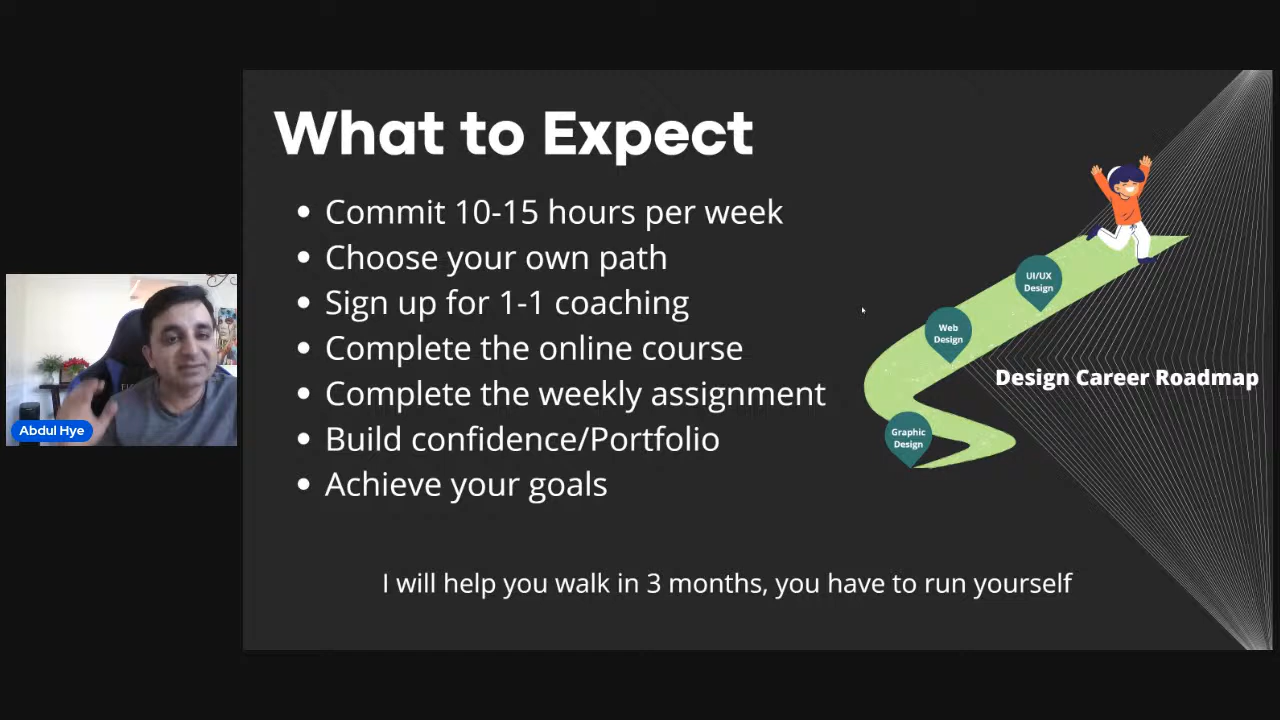 What to Expect
Commit 10-15 hours per week
Choose your own path
Sign up for 1-1 coaching
Complete the online course
Complete the weekly assignment
Build confidence/Portfolio
Achieve your goals
I will help you walk in 3 months, you have to run yourself
UI/UX
Design
Web
Design
Design Career Roadmap
Graphic
Design
Abdul Hye